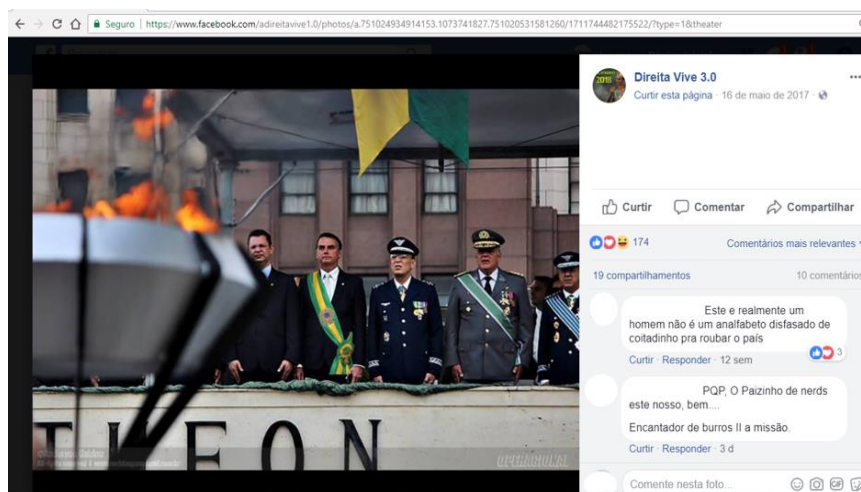 Seguro | https://www.facebook.com/adireitavive1.0/photos/a.751024934914153.1073741827.751020531581260/1711744482175522/?type=1&theater
2018
Direita Vive 3.0
Curtir esta página · 16 de maio de 2017 ·
Curtir Comentar Compartilhar
174 Comentários mais relevantes
19 compartilhamentos 10 comentários
Este e realmente um
homem não é um analfabeto disfasado de
coitadinho pra roubar o país
3
Curtir · Responder · 12 sem
PQP, O Paizinho de nerds
este nosso, bem....
Encantador de burros II a missão.
Curtir · Responder · 3 d
Comente nesta foto...
GIF
THEON
OPERACIONAL